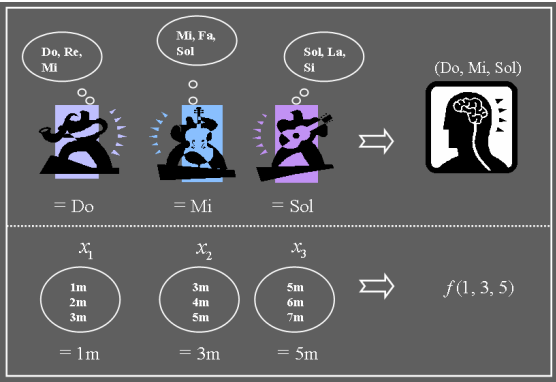 Do, Re,
Mi
Mi, Fa,
Sol
Sol, La,
Si
(Do, Mi, Sol)
= Do
= Mi
= Sol
x₁
x₂
x₃
1m
2m
3m
3m
4m
5m
5m
6m
7m
f (1, 3, 5)
= 1m
= 3m
= 5m